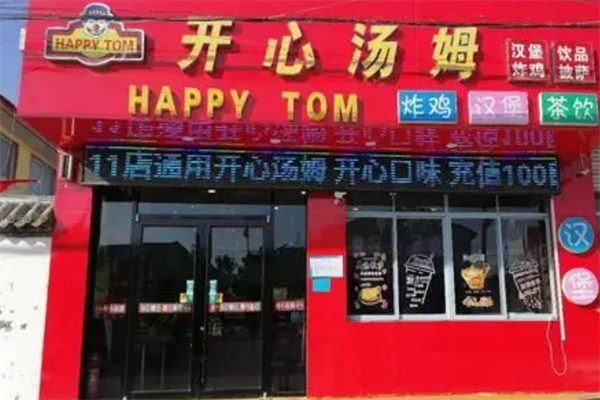 HAPPY TOM
开心汤姆
汉堡 饮品
炸鸡 披萨
HAPPY TOM
炸鸡 汉堡 茶饮
11店通用开心汤姆 开心口味 充值100
汉
堡